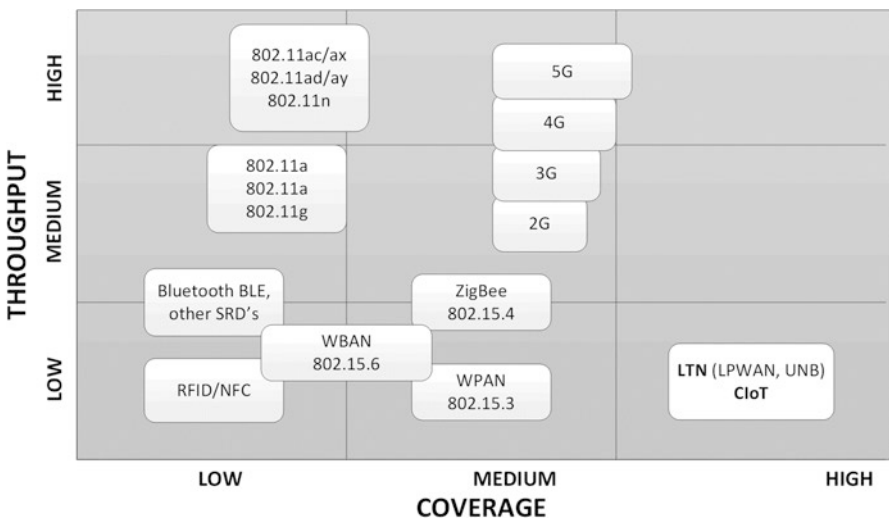 THROUGHPUT
HIGH
MEDIUM
LOW
802.11ac/ax
802.11ad/ay
802.11n
5G
4G
802.11a
802.11a
802.11g
3G
2G
Bluetooth BLE,
other SRD's
ZigBee
802.15.4
WBAN
802.15.6
RFID/NFC
WPAN
802.15.3
LTN (LPWAN, UNB)
CIoT
LOW
MEDIUM
HIGH
COVERAGE